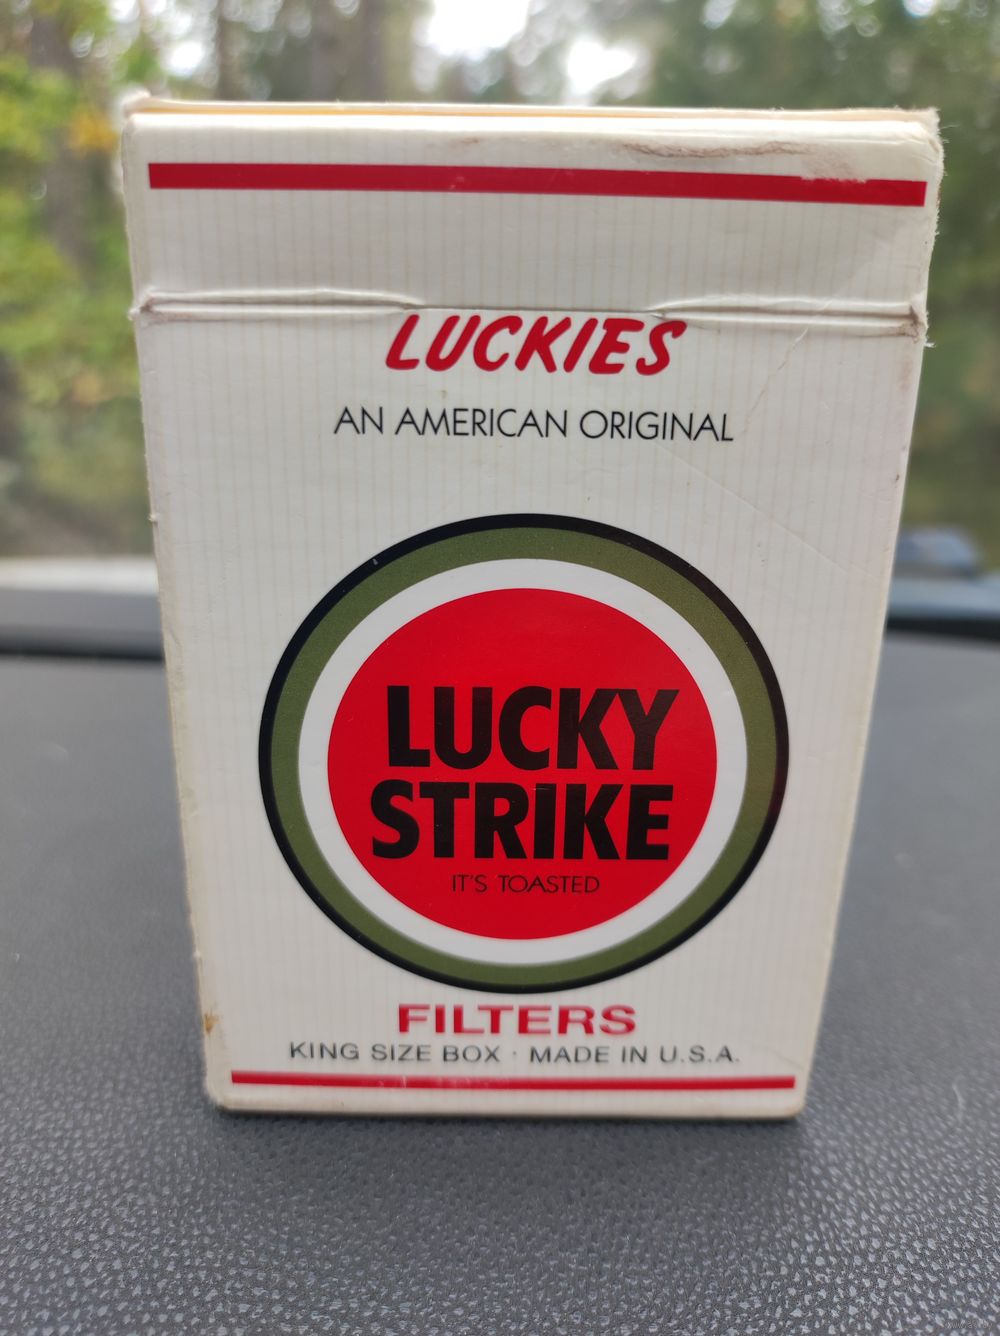 LUCKIES
AN AMERICAN ORIGINAL
LUCKY
STRIKE
IT'S TOASTED
FILTERS
KING SIZE BOX · MADE IN U.S.A.